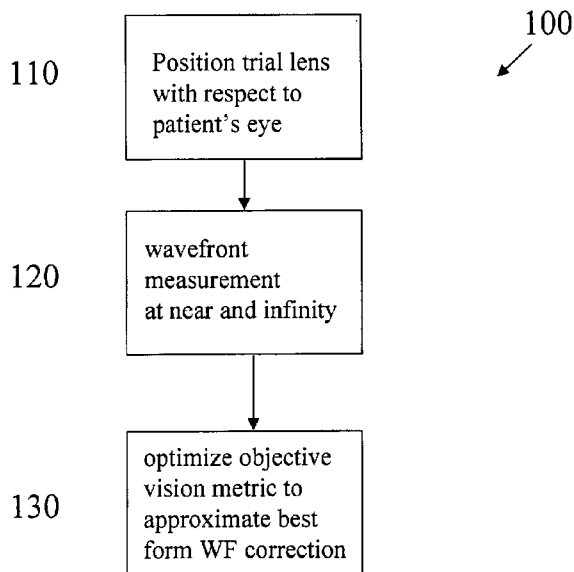 100
110
Position trial lens
with respect to
patient's eye
120
wavefront
measurement
at near and infinity
130
optimize objective
vision metric to
approximate best
form WF correction